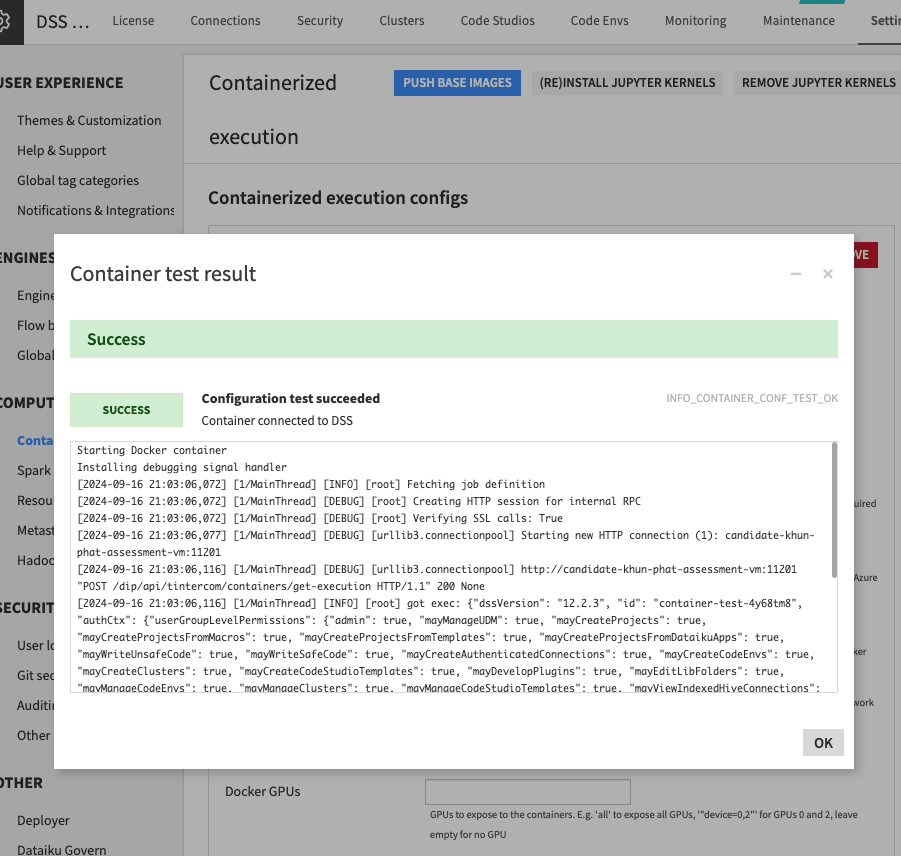 DSS ...
License
Connections
Security
Clusters
Code Studios
Code Envs
Monitoring
Maintenance
USER EXPERIENCE
Themes & Customization
Help & Support
Global tag categories
Notifications & Integrations
Containerized
execution
PUSH BASE IMAGES
(RE)INSTALL JUPYTER KERNELS
REMOVE JUPYTER KERNELS
Containerized execution configs
Container test result
Success
SUCCESS
Configuration test succeeded
Container connected to DSS
INFO_CONTAINER_CONF_TEST_OK
Starting Docker container
Installing debugging signal handler
[2024-09-16 21:03:06,072] [1/MainThread] [INFO] [root] Fetching job definition
[2024-09-16 21:03:06,072] [1/MainThread] [DEBUG] [root] Creating HTTP session for internal RPC
[2024-09-16 21:03:06,072] [1/MainThread] [DEBUG] [root] Verifying SSL calls: True
[2024-09-16 21:03:06,077] [1/MainThread] [DEBUG] [urllib3.connectionpool] Starting new HTTP connection (1): candidate-khun-
phat-assessment-vm:11201
[2024-09-16 21:03:06,116] [1/MainThread] [DEBUG] [urllib3.connectionpool] http://candidate-khun-phat-assessment-vm:11201
"POST /dip/api/tintercom/containers/get-execution HTTP/1.1" 200 None
[2024-09-16 21:03:06,116] [1/MainThread] [INFO] [root] got exec: {"dssVersion": "12.2.3", "id": "container-test-4y68tm8",
"authCtx": {"userGroupLevelPermissions": {"admin": true, "mayManageUDM": true, "mayCreateProjects": true,
"mayCreateProjectsFromMacros": true, "mayCreateProjectsFromTemplates": true, "mayCreateProjectsFromDataikuApps": true,
"mayWriteUnsafeCode": true, "mayWriteSafeCode": true, "mayCreateAuthenticatedConnections": true, "mayCreateCodeEnvs": true,
"mayCreateClusters": true, "mayCreateCodeStudioTemplates": true, "mayDevelopPlugins": true, "mayEditLibFolders": true,
"mayManageCodeEnvs": true, "mayManageClusters": true, "mayManageCodeStudioTemplates": true, "mayViewIndexedHiveConnections":
OK
ENGINES
Engine
Flow b
Global
COMPUT
Conta
Spark
Resou
Metast
Hadoo
SECURIT
User lo
Git sec
Auditin
Other
OTHER
Deployer
Dataiku Govern
uired
Azure
ker
work
Docker GPUs
GPUs to expose to the containers. E.g. 'all' to expose all GPUs, '"device=0,2"' for GPUs 0 and 2, leave
empty for no GPU